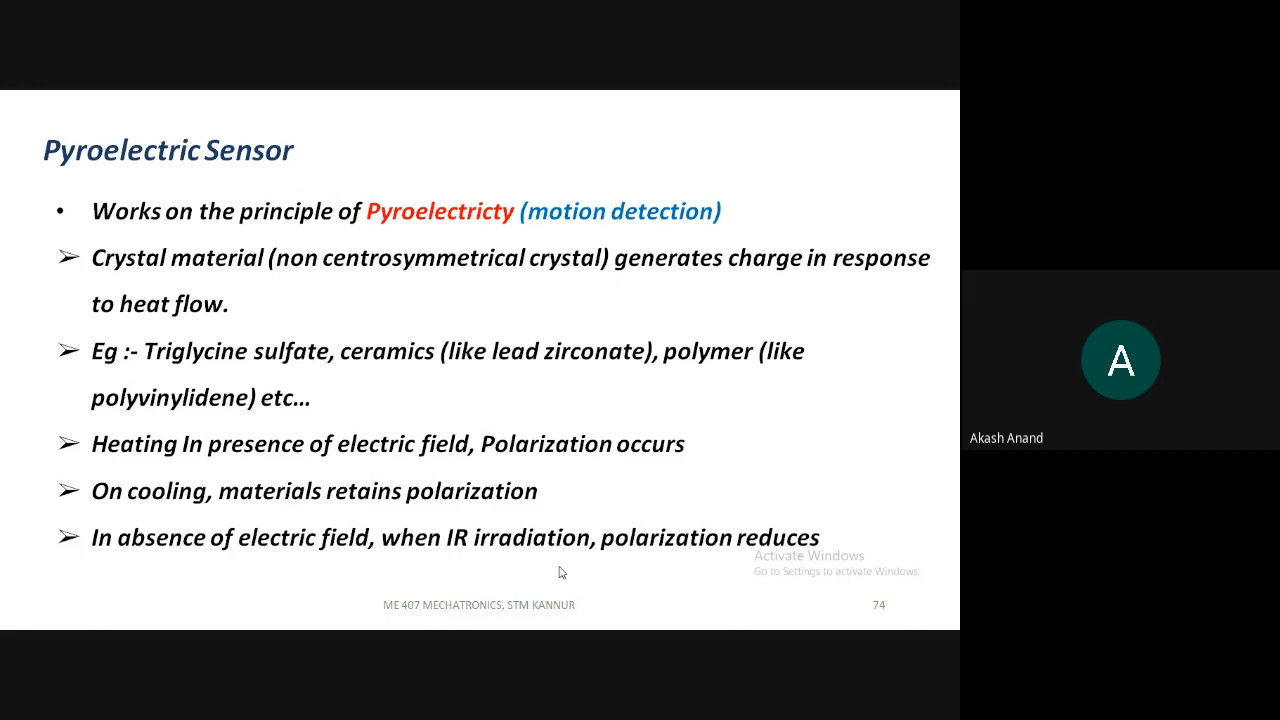 Pyroelectric Sensor
• Works on the principle of Pyroelectricty (motion detection)
➢ Crystal material (non centrosymmetrical crystal) generates charge in response
to heat flow.
➢ Eg :- Triglycine sulfate, ceramics (like lead zirconate), polymer (like
polyvinylidene) etc...
➢ Heating In presence of electric field, Polarization occurs
➢ On cooling, materials retains polarization
➢ In absence of electric field, when IR irradiation, polarization reduces
Activate Windows
Go to Settings to activate Windows.
ME 407 MECHATRONICS, STM KANNUR
74
A
Akash Anand